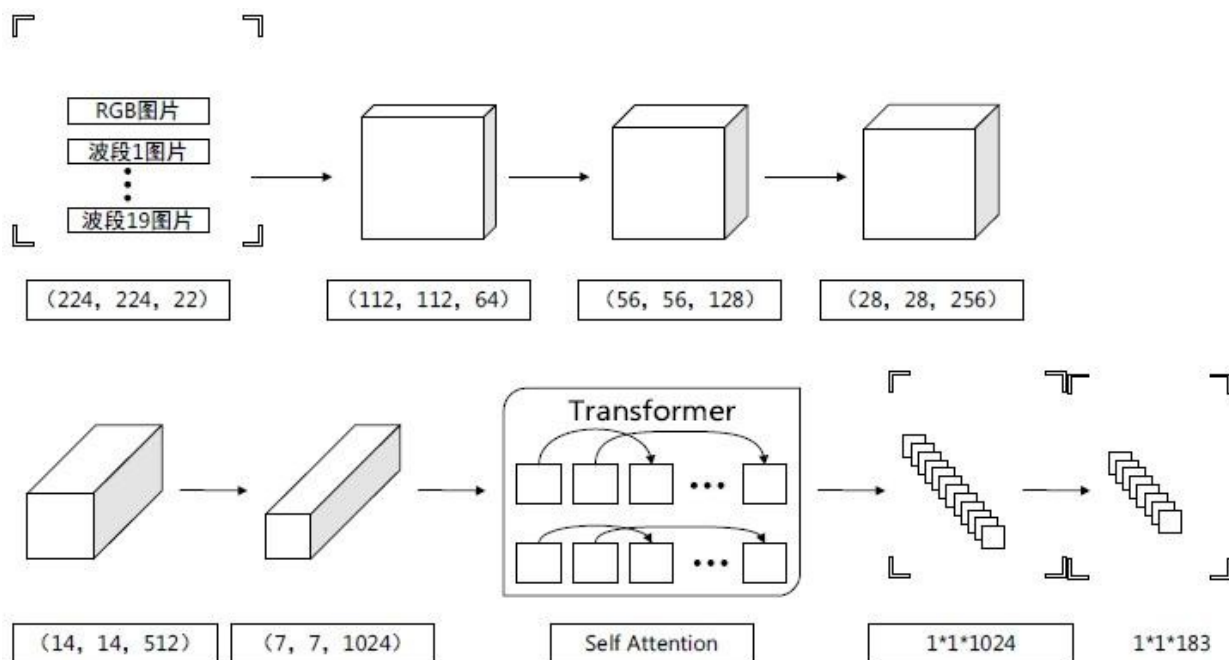 RGB图片
波段1图片
波段19图片
（224，224，22）
（112，112，64）
（56，56，128）
（28，28，256）
Transformer
（14，14，512）
（7，7，1024）
Self Attention
1*1*1024
1*1*183